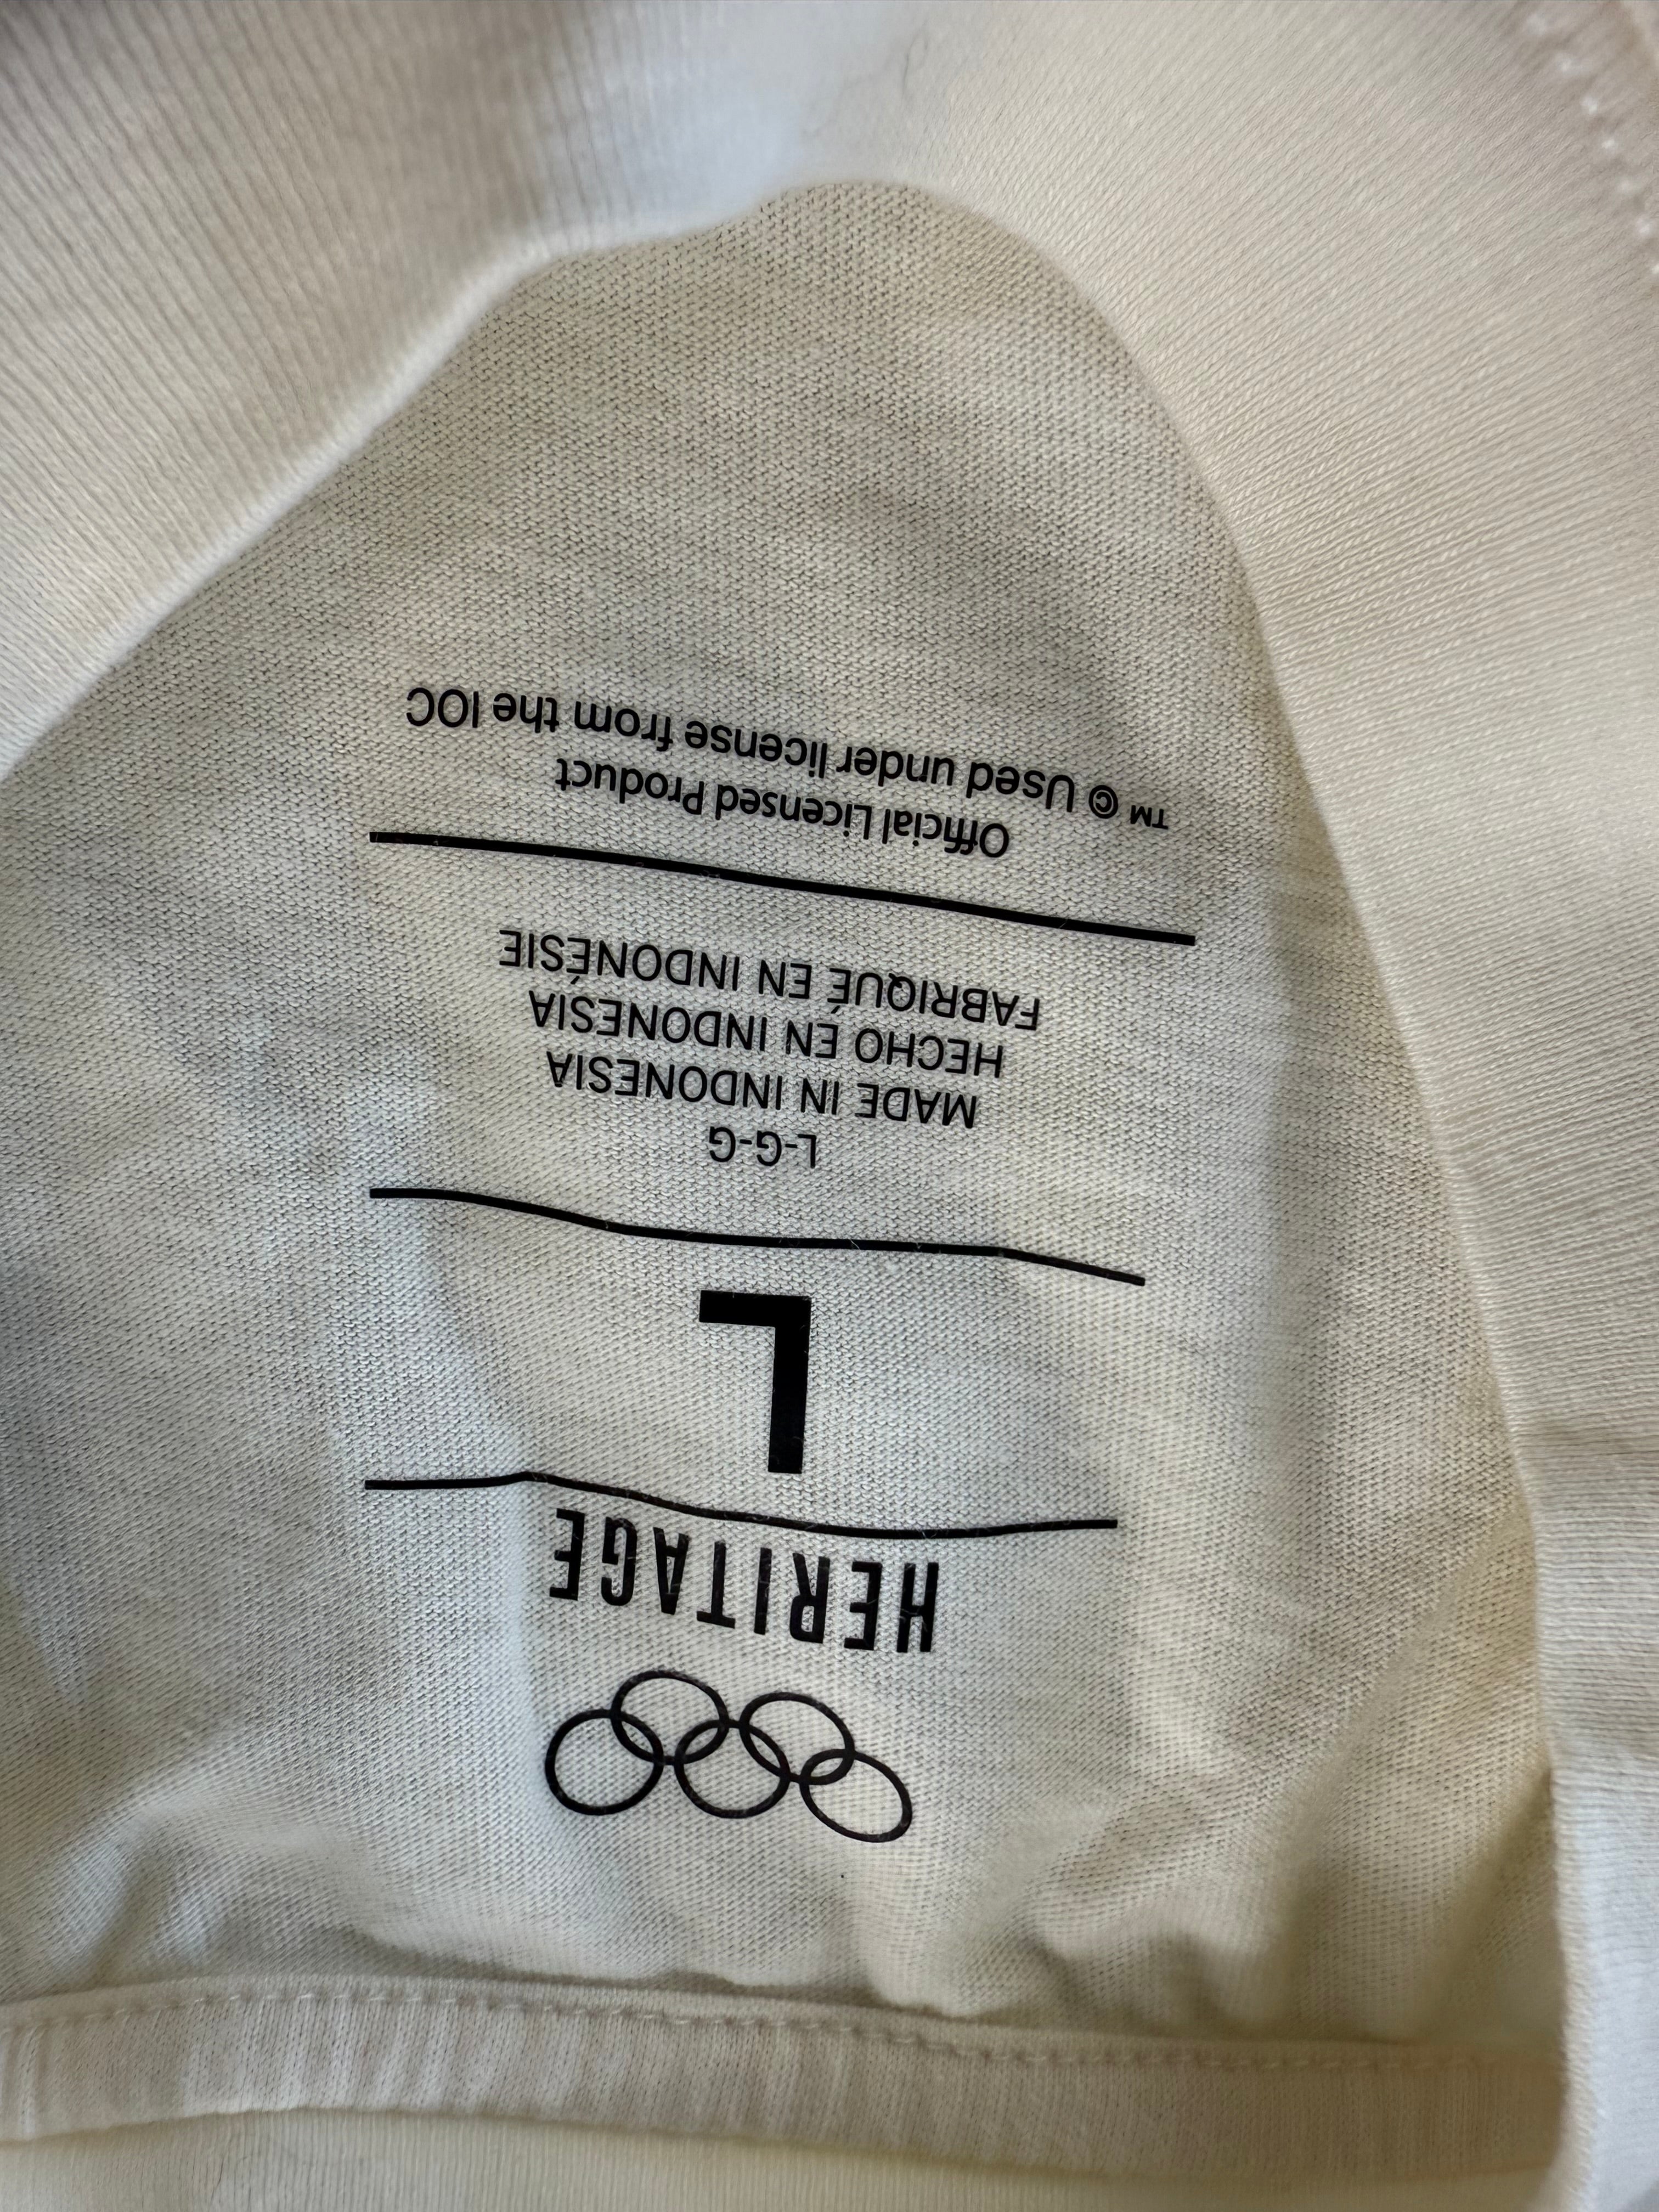 HERITAGE
L
L-G-G
MADE IN INDONESIA
HECHO EN INDONESIA
FABRIQUÉ EN INDONÉSIE
Official Licensed Product
™ © Used under license from the IOC